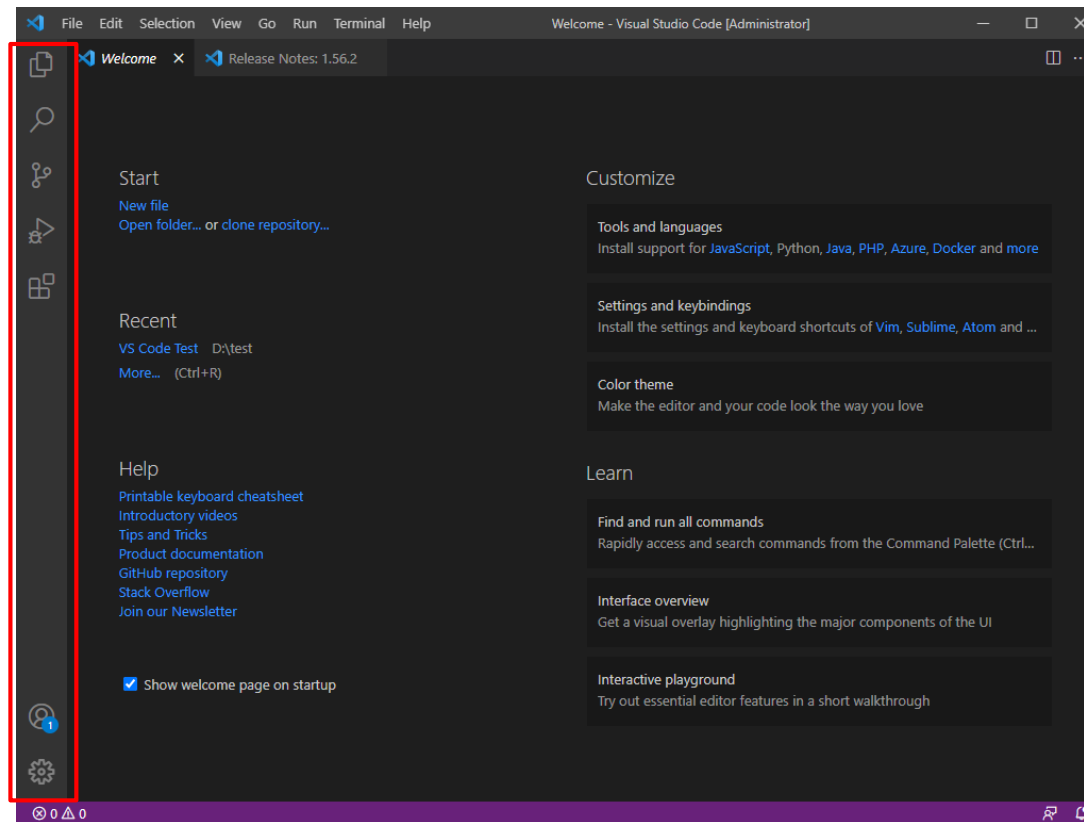 File Edit Selection View Go Run Terminal Help Welcome - Visual Studio Code [Administrator]
Welcome Release Notes: 1.56.2
Start
New file
Open folder... or clone repository...
Recent
VS Code Test D:\test
More... (Ctrl+R)
Help
Printable keyboard cheatsheet
Introductory videos
Tips and Tricks
Product documentation
GitHub repository
Stack Overflow
Join our Newsletter
Show welcome page on startup
Customize
Tools and languages
Install support for JavaScript, Python, Java, PHP, Azure, Docker and more
Settings and keybindings
Install the settings and keyboard shortcuts of Vim, Sublime, Atom and ...
Color theme
Make the editor and your code look the way you love
Learn
Find and run all commands
Rapidly access and search commands from the Command Palette (Ctrl...
Interface overview
Get a visual overlay highlighting the major components of the UI
Interactive playground
Try out essential editor features in a short walkthrough
1
0 0